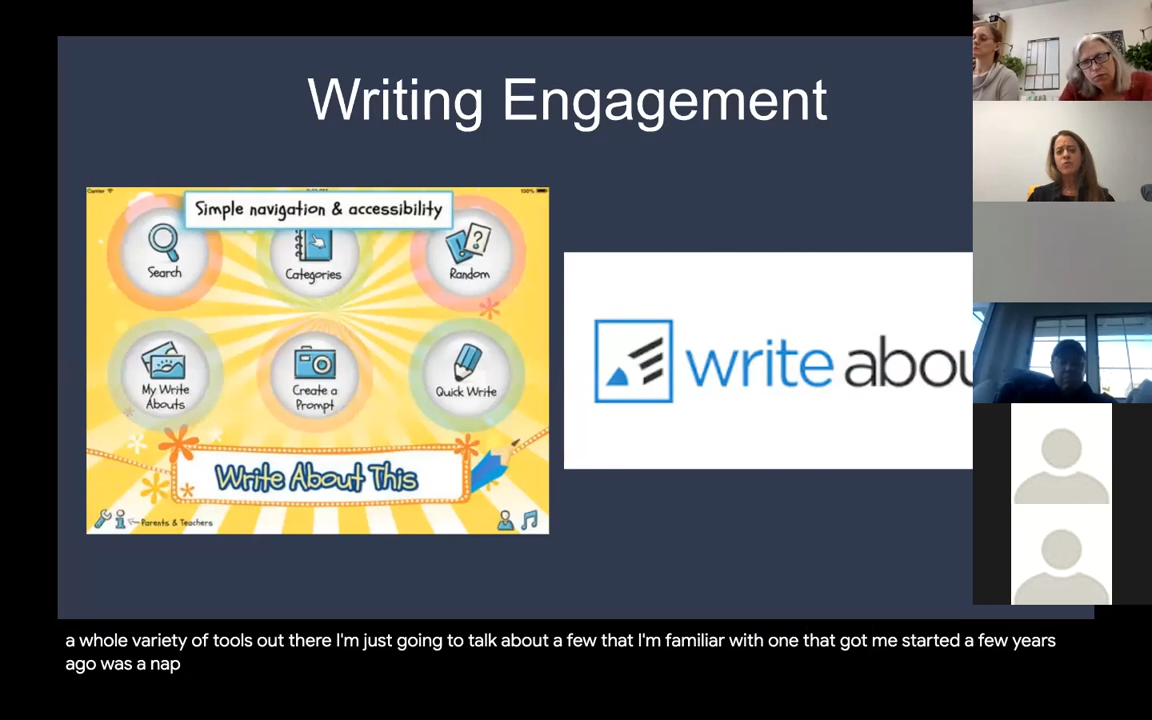 Writing Engagement
Carrier
100%
Simple navigation & accessibility
Search
Categories
Random
My Write
Abouts
Create a
Prompt
Quick Write
Write About This
Parents & Teachers
write abou
a whole variety of tools out there I'm just going to talk about a few that I'm familiar with one that got me started a few years
ago was a nap